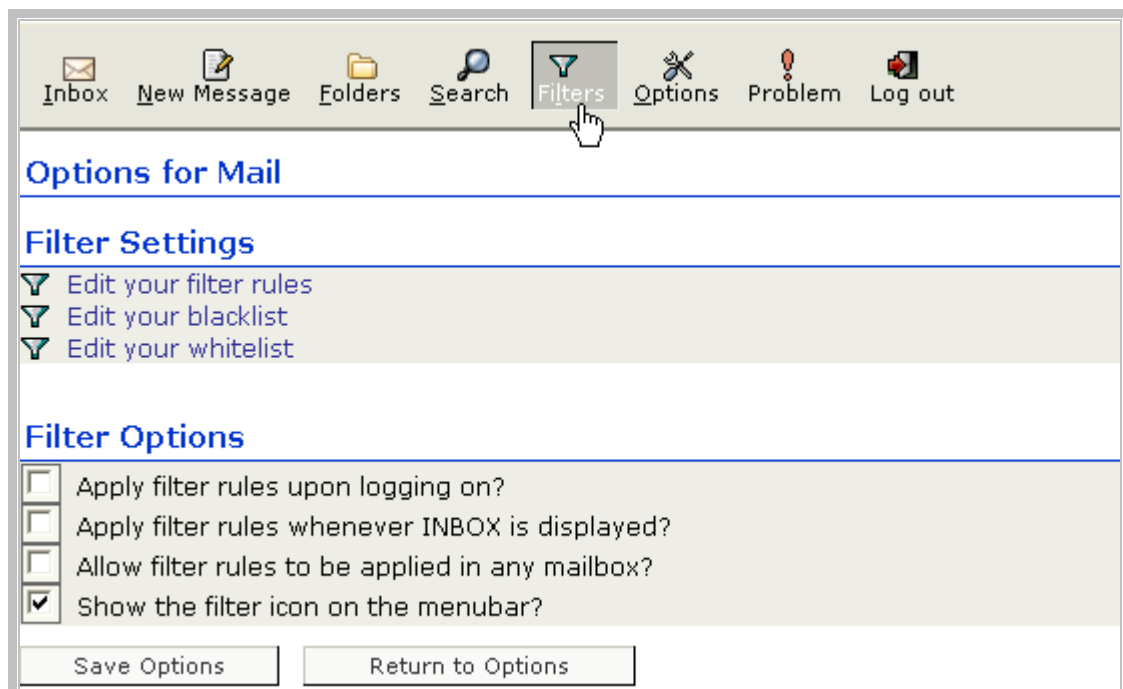 Inbox New Message Folders Search Filters Options Problem Log out
Options for Mail
Filter Settings
Edit your filter rules
Edit your blacklist
Edit your whitelist
Filter Options
Apply filter rules upon logging on?
Apply filter rules whenever INBOX is displayed?
Allow filter rules to be applied in any mailbox?
Show the filter icon on the menubar?
Save Options Return to Options